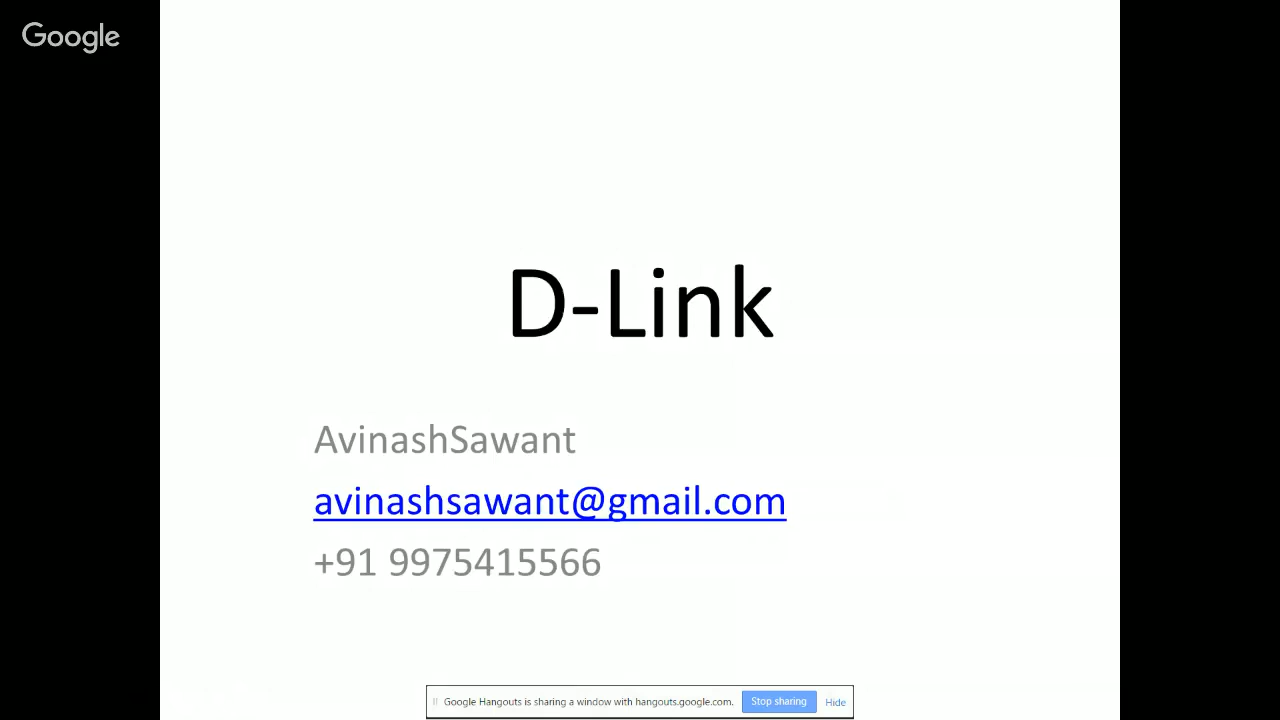 Google
D-Link
AvinashSawant
avinashsawant@gmail.com
+91 9975415566
Google Hangouts is sharing a window with hangouts.google.com. Stop sharing Hide